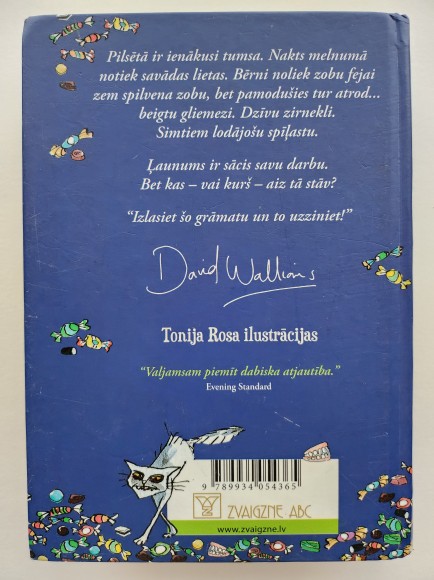 Pilsētā ir ienākusi tumsa. Nakts melnumā
notiek savādas lietas. Bērni noliek zobu fejai
zem spilvena zobu, bet pamodušies tur atrod...
beigtu gliemezi. Dzīvu zirnekli.
Simtiem lodājošu spīļastu.
Ļaunums ir sācis savu darbu.
Bet kas – vai kurš – aiz tā stāv?
“Izlasiet šo grāmatu un to uzziniet!”
David Walliams
Tonija Rosa ilustrācijas
“Valjamsam piemīt dabiska atjautība.”
Evening Standard
9 789934 054365
ZVAIGZNE ABC
www.zvaigzne.lv